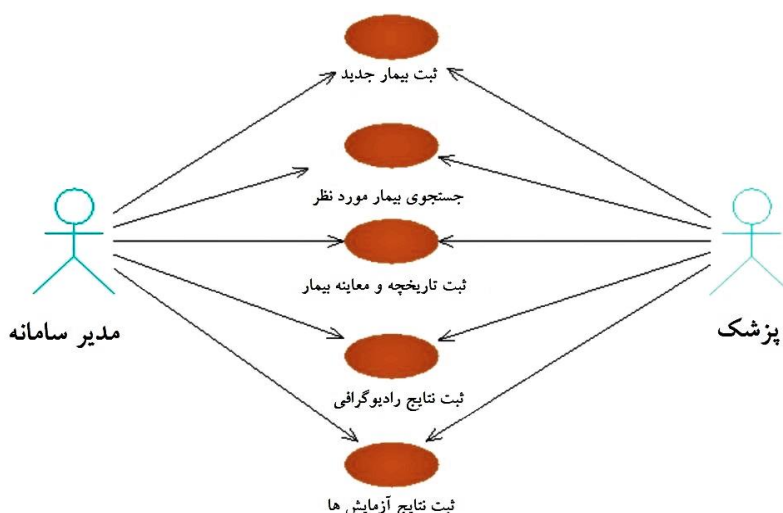 ثبت بیمار جدید
جستجوی بیمار مورد نظر
ثبت تاریخچه و معاینه بیمار
پزشک
مدیر سامانه
ثبت نتایج رادیوگرافی
ثبت نتایج آزمایش ها